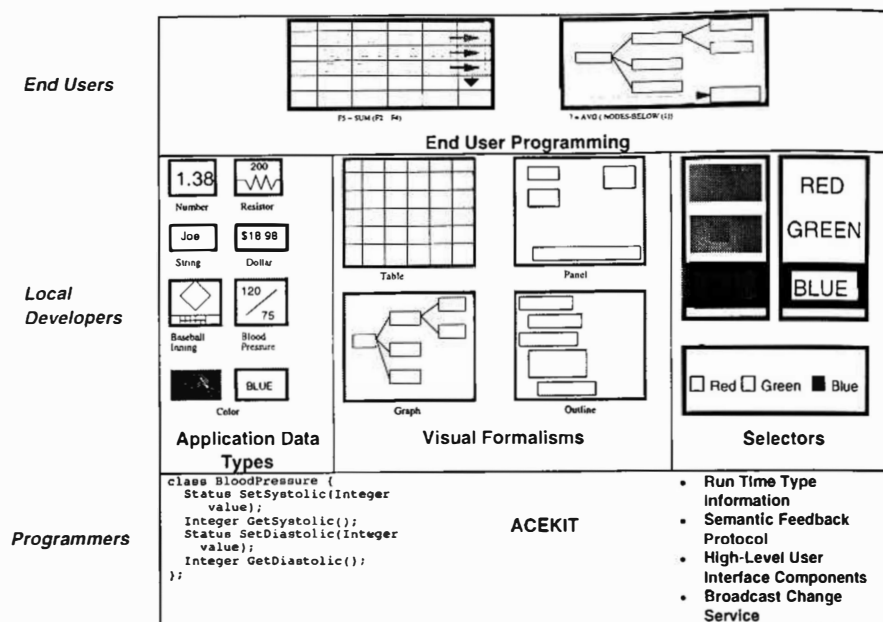 End Users
F5 = SUM (F2 F4)
? = AVG ( NODES-BELOW (1))
End User Programming
Local
Developers
1.38
Number
200
Resistor
Joe
String
$18 98
Dollar
Baseball
Inning
120
75
Blood
Pressure
BLUE
Color
Application Data
Types
Table
Panel
Graph
Outline
Visual Formalisms
RED
GREEN
BLUE
Red Green Blue
Selectors
Programmers
class BloodPressure {
Status SetSystolic(Integer
value);
Integer GetSystolic();
Status SetDiastolic(Integer
value);
Integer GetDiastolic();
};
ACEKIT
• Run Time Type
Information
• Semantic Feedback
Protocol
• High-Level User
Interface Components
• Broadcast Change
Service